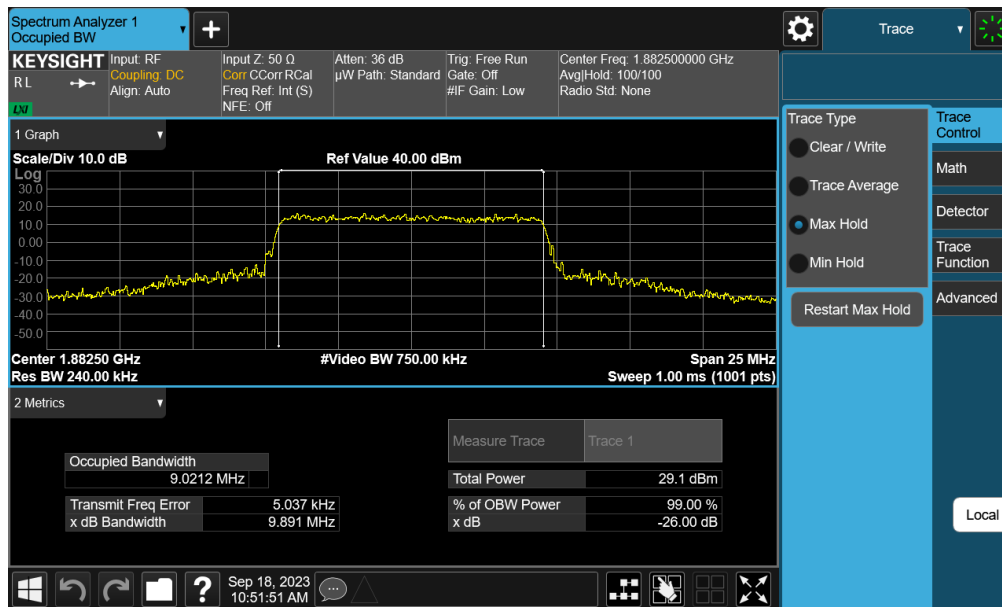 Spectrum Analyzer 1
Occupied BW
+
Trace
KEYSIGHT
R L
LXI
Input: RF
Coupling: DC
Align: Auto
Input Z: 50 Ω
Corr CCorr RCal
Freq Ref: Int (S)
NFE: Off
Atten: 36 dB
µW Path: Standard
Trig: Free Run
Gate: Off
#IF Gain: Low
Center Freq: 1.882500000 GHz
Avg|Hold: 100/100
Radio Std: None
1 Graph
Scale/Div 10.0 dB
Ref Value 40.00 dBm
Log
30.0
20.0
10.0
0.00
-10.0
-20.0
-30.0
-40.0
-50.0
Center 1.88250 GHz
#Video BW 750.00 kHz
Span 25 MHz
Res BW 240.00 kHz
Sweep 1.00 ms (1001 pts)
2 Metrics
Measure Trace
Trace 1
Occupied Bandwidth
9.0212 MHz
Total Power
29.1 dBm
Transmit Freq Error
5.037 kHz
% of OBW Power
99.00 %
x dB Bandwidth
9.891 MHz
x dB
-26.00 dB
?
Sep 18, 2023
10:51:51 AM
Trace Type
Clear / Write
Trace Average
Max Hold
Min Hold
Restart Max Hold
Trace
Control
Math
Detector
Trace
Function
Advanced
Local